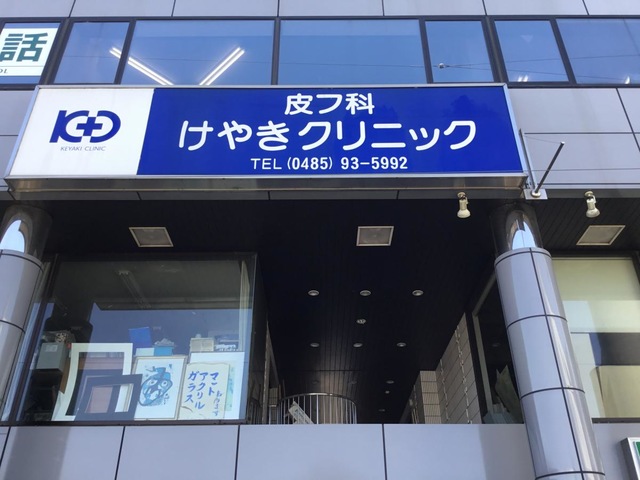 話
皮フ科
けやきクリニック
TEL (0485) 93-5992
KEYAKI CLINIC
マット
アクリル
ガラス